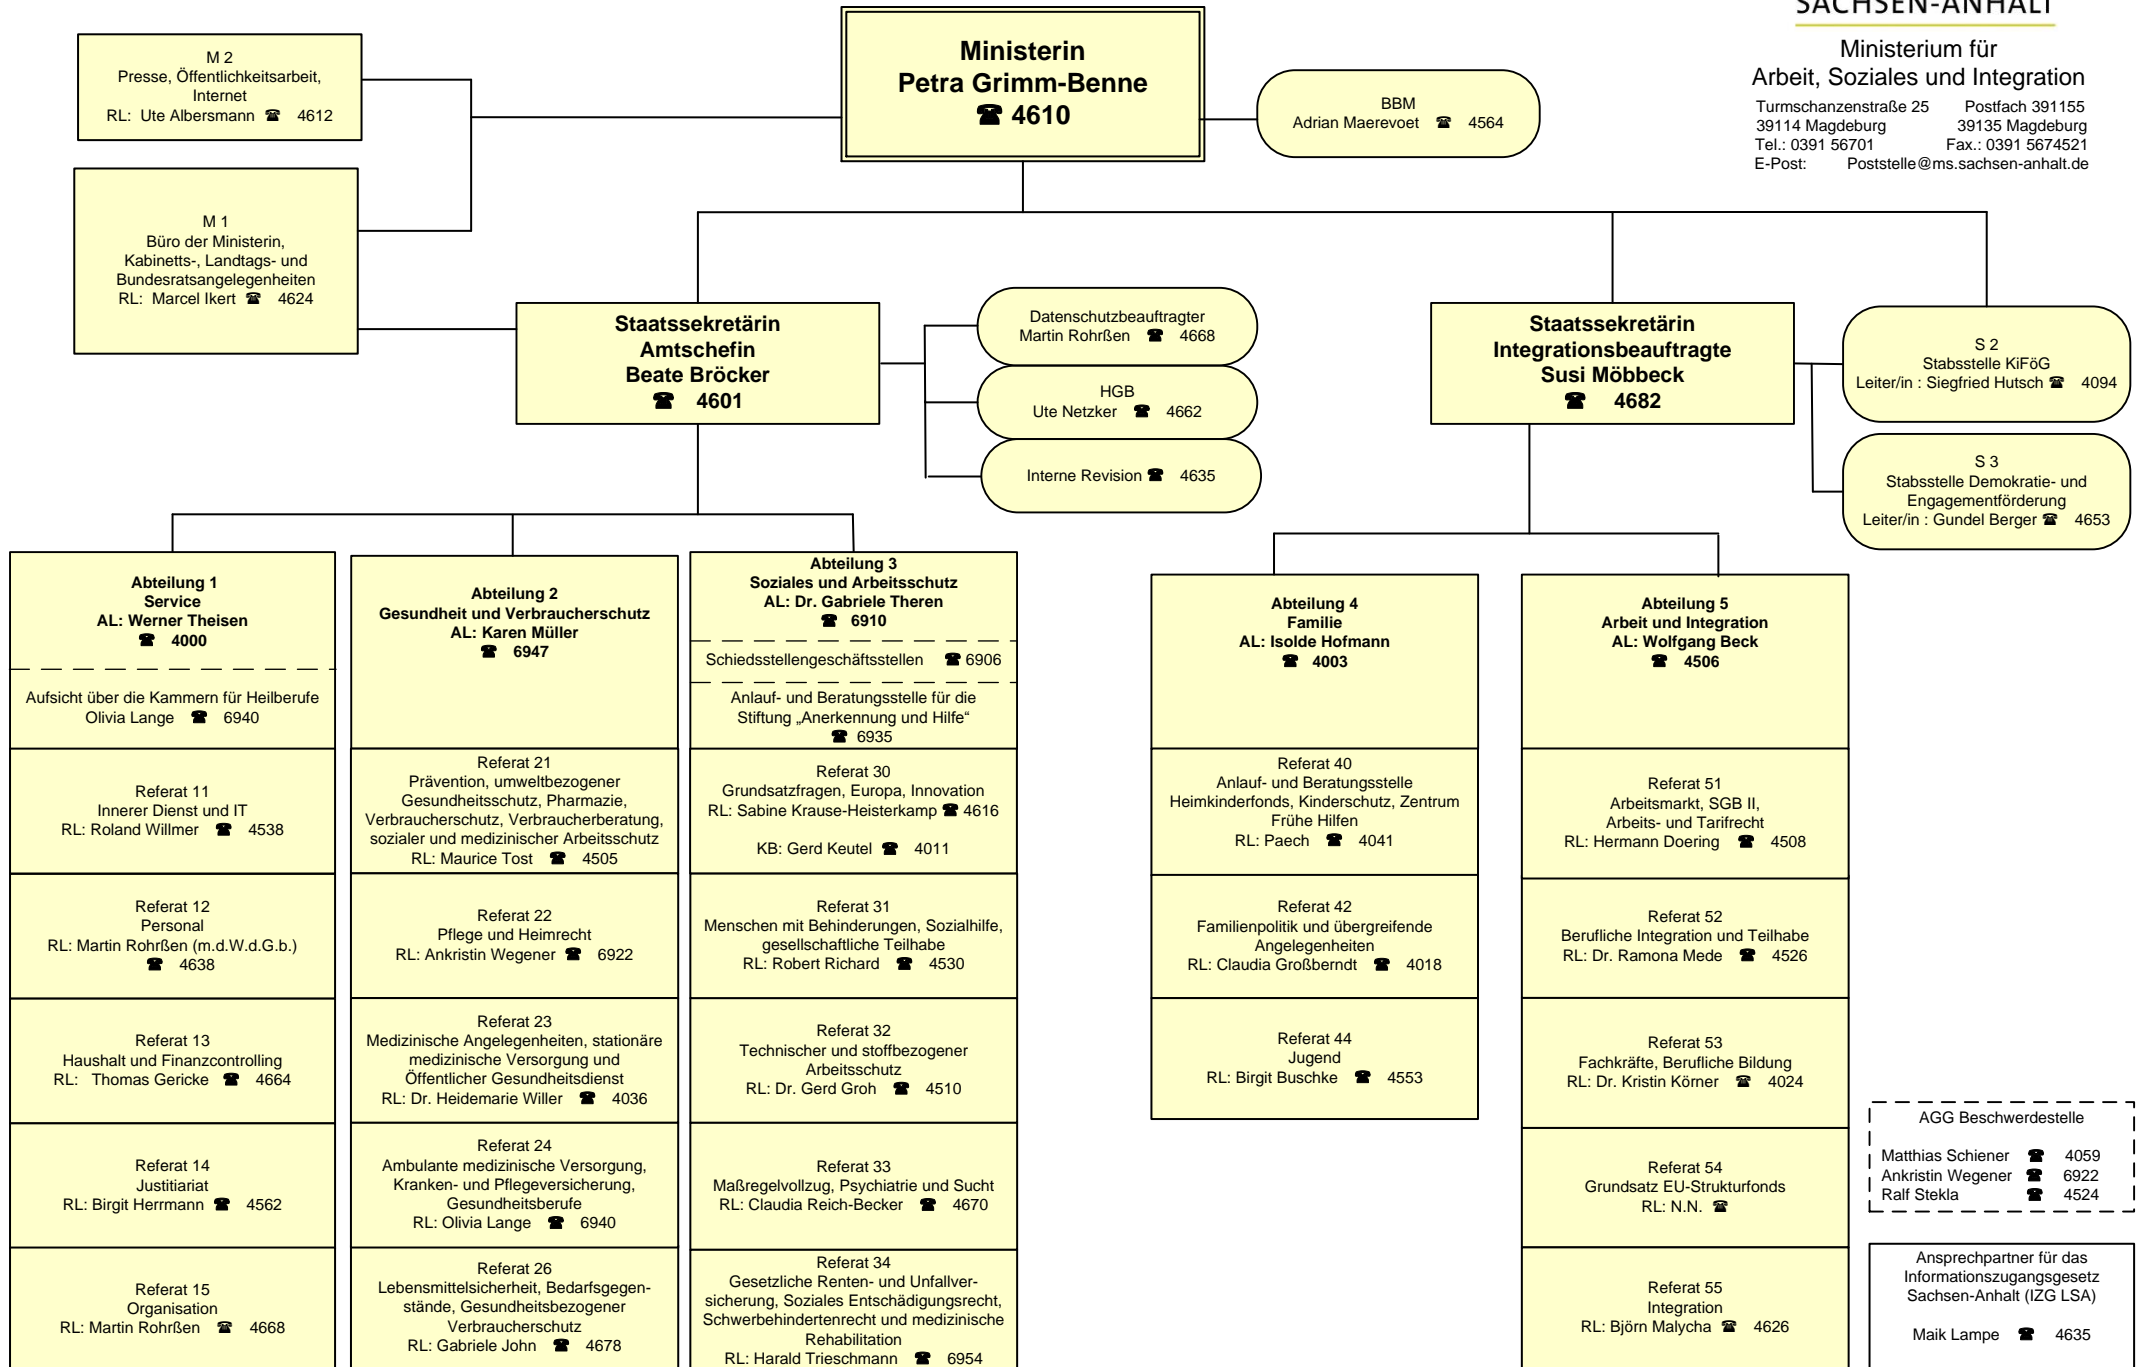 SACHSEN-ANHALT
Ministerium für
Arbeit, Soziales und Integration
Turmschanzenstraße 25 Postfach 391155
39114 Magdeburg 39135 Magdeburg
Tel.: 0391 56701 Fax.: 0391 5674521
E-Post: Poststelle@ms.sachsen-anhalt.de
Ministerin
Petra Grimm-Benne
☎ 4610
M 2
Presse, Öffentlichkeitsarbeit,
Internet
RL: Ute Albersmann ☎ 4612
BBM
Adrian Maerevoet ☎ 4564
M 1
Büro der Ministerin,
Kabinetts-, Landtags- und
Bundesratsangelegenheiten
RL: Marcel Ikert ☎ 4624
Staatssekretärin
Amtschefin
Beate Bröcker
☎ 4601
Datenschutzbeauftragter
Martin Rohrßen ☎ 4668
HGB
Ute Netzker ☎ 4662
Interne Revision ☎ 4635
Staatssekretärin
Integrationsbeauftragte
Susi Möbbeck
☎ 4682
S 2
Stabsstelle KiFöG
Leiter/in : Siegfried Hutsch ☎ 4094
S 3
Stabsstelle Demokratie- und
Engagementförderung
Leiter/in : Gundel Berger ☎ 4653
Abteilung 1
Service
AL: Werner Theisen
☎ 4000
Aufsicht über die Kammern für Heilberufe
Olivia Lange ☎ 6940
Referat 11
Innerer Dienst und IT
RL: Roland Willmer ☎ 4538
Referat 12
Personal
RL: Martin Rohrßen (m.d.W.d.G.b.)
☎ 4638
Referat 13
Haushalt und Finanzcontrolling
RL: Thomas Gericke ☎ 4664
Referat 14
Justitiariat
RL: Birgit Herrmann ☎ 4562
Referat 15
Organisation
RL: Martin Rohrßen ☎ 4668
Abteilung 2
Gesundheit und Verbraucherschutz
AL: Karen Müller
☎ 6947
Referat 21
Prävention, umweltbezogener
Gesundheitsschutz, Pharmazie,
Verbraucherschutz, Verbraucherberatung,
sozialer und medizinischer Arbeitsschutz
RL: Maurice Tost ☎ 4505
Referat 22
Pflege und Heimrecht
RL: Ankristin Wegener ☎ 6922
Referat 23
Medizinische Angelegenheiten, stationäre
medizinische Versorgung und
Öffentlicher Gesundheitsdienst
RL: Dr. Heidemarie Willer ☎ 4036
Referat 24
Ambulante medizinische Versorgung,
Kranken- und Pflegeversicherung,
Gesundheitsberufe
RL: Olivia Lange ☎ 6940
Referat 26
Lebensmittelsicherheit, Bedarfsgegen-
stände, Gesundheitsbezogener
Verbraucherschutz
RL: Gabriele John ☎ 4678
Abteilung 3
Soziales und Arbeitsschutz
AL: Dr. Gabriele Theren
☎ 6910
Schiedsstellengeschäftsstellen ☎ 6906
Anlauf- und Beratungsstelle für die
Stiftung „Anerkennung und Hilfe“
☎ 6935
Referat 30
Grundsatzfragen, Europa, Innovation
RL: Sabine Krause-Heisterkamp ☎ 4616
KB: Gerd Keutel ☎ 4011
Referat 31
Menschen mit Behinderungen, Sozialhilfe,
gesellschaftliche Teilhabe
RL: Robert Richard ☎ 4530
Referat 32
Technischer und stoffbezogener
Arbeitsschutz
RL: Dr. Gerd Groh ☎ 4510
Referat 33
Maßregelvollzug, Psychiatrie und Sucht
RL: Claudia Reich-Becker ☎ 4670
Referat 34
Gesetzliche Renten- und Unfallver-
sicherung, Soziales Entschädigungsrecht,
Schwerbehindertenrecht und medizinische
Rehabilitation
RL: Harald Trieschmann ☎ 6954
Abteilung 4
Familie
AL: Isolde Hofmann
☎ 4003
Referat 40
Anlauf- und Beratungsstelle
Heimkinderfonds, Kinderschutz, Zentrum
Frühe Hilfen
RL: Paech ☎ 4041
Referat 42
Familienpolitik und übergreifende
Angelegenheiten
RL: Claudia Großberndt ☎ 4018
Referat 44
Jugend
RL: Birgit Buschke ☎ 4553
Abteilung 5
Arbeit und Integration
AL: Wolfgang Beck
☎ 4506
Referat 51
Arbeitsmarkt, SGB II,
Arbeits- und Tarifrecht
RL: Hermann Doering ☎ 4508
Referat 52
Berufliche Integration und Teilhabe
RL: Dr. Ramona Mede ☎ 4526
Referat 53
Fachkräfte, Berufliche Bildung
RL: Dr. Kristin Körner ☎ 4024
Referat 54
Grundsatz EU-Strukturfonds
RL: N.N. ☎
Referat 55
Integration
RL: Björn Malycha ☎ 4626
AGG Beschwerdestelle
Matthias Schiener ☎ 4059
Ankristin Wegener ☎ 6922
Ralf Stekla ☎ 4524
Ansprechpartner für das
Informationszugangsgesetz
Sachsen-Anhalt (IZG LSA)
Maik Lampe ☎ 4635